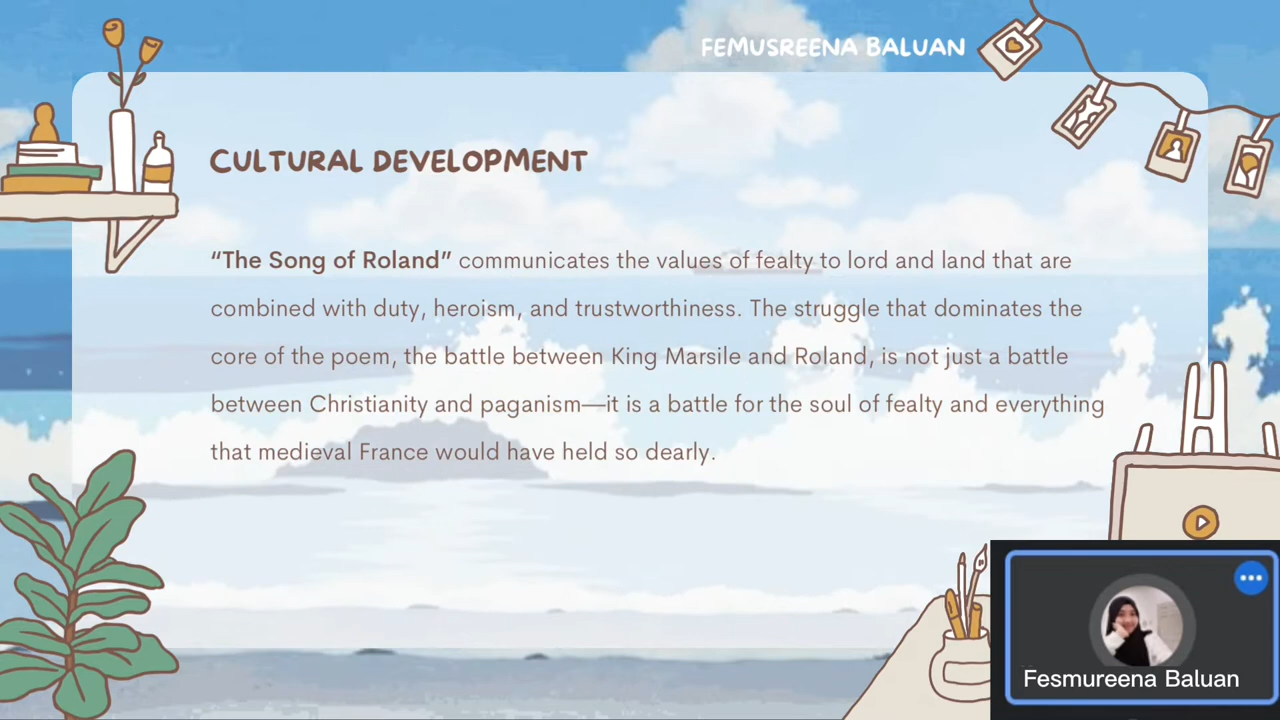 FEMUSREENA BALUAN
CULTURAL DEVELOPMENT
“The Song of Roland” communicates the values of fealty to lord and land that are
combined with duty, heroism, and trustworthiness. The struggle that dominates the
core of the poem, the battle between King Marsile and Roland, is not just a battle
between Christianity and paganism—it is a battle for the soul of fealty and everything
that medieval France would have held so dearly.
Fesmureena Baluan